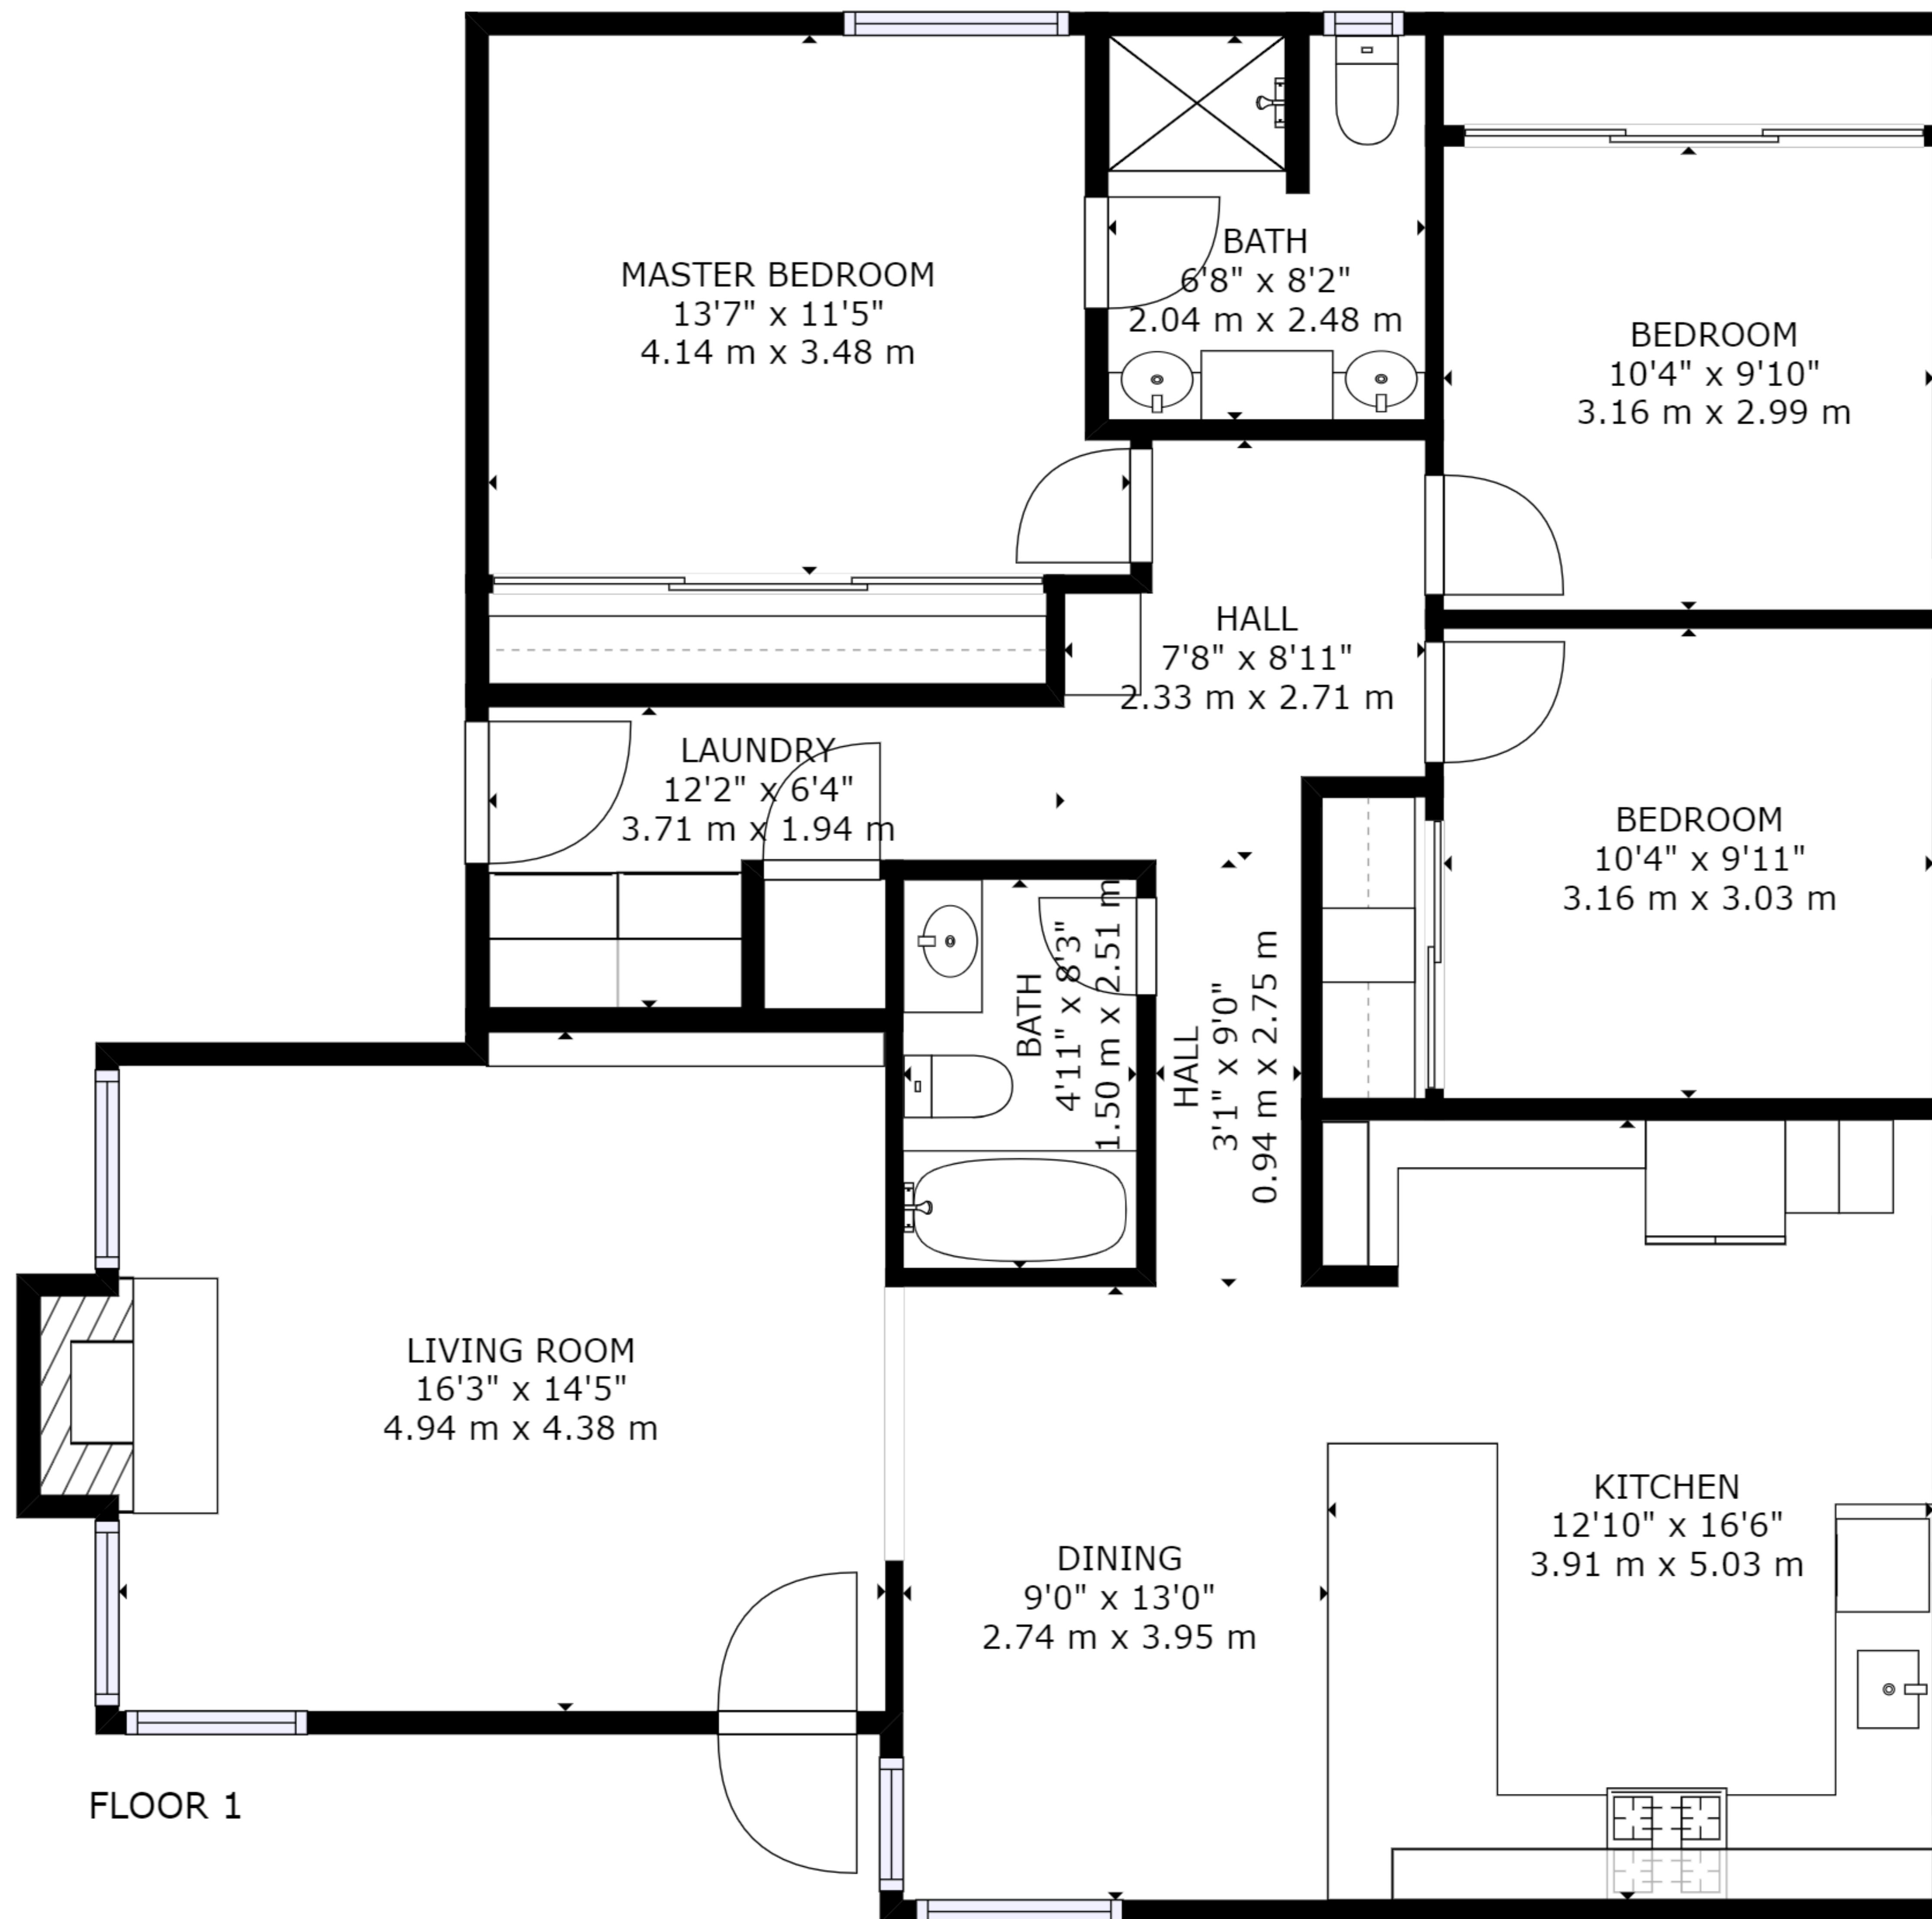 MASTER BEDROOM
13'7" x 11'5"
4.14 m x 3.48 m
BATH
6'8" x 8'2"
2.04 m x 2.48 m
BEDROOM
10'4" x 9'10"
3.16 m x 2.99 m
HALL
7'8" x 8'11"
2.33 m x 2.71 m
LAUNDRY
12'2" x 6'4"
3.71 m x 1.94 m
BEDROOM
10'4" x 9'11"
3.16 m x 3.03 m
BATH
4'11" x 8'3"
1.50 m x 2.51 m
HALL
3'1" x 9'0"
0.94 m x 2.75 m
LIVING ROOM
16'3" x 14'5"
4.94 m x 4.38 m
DINING
9'0" x 13'0"
2.74 m x 3.95 m
KITCHEN
12'10" x 16'6"
3.91 m x 5.03 m
FLOOR 1